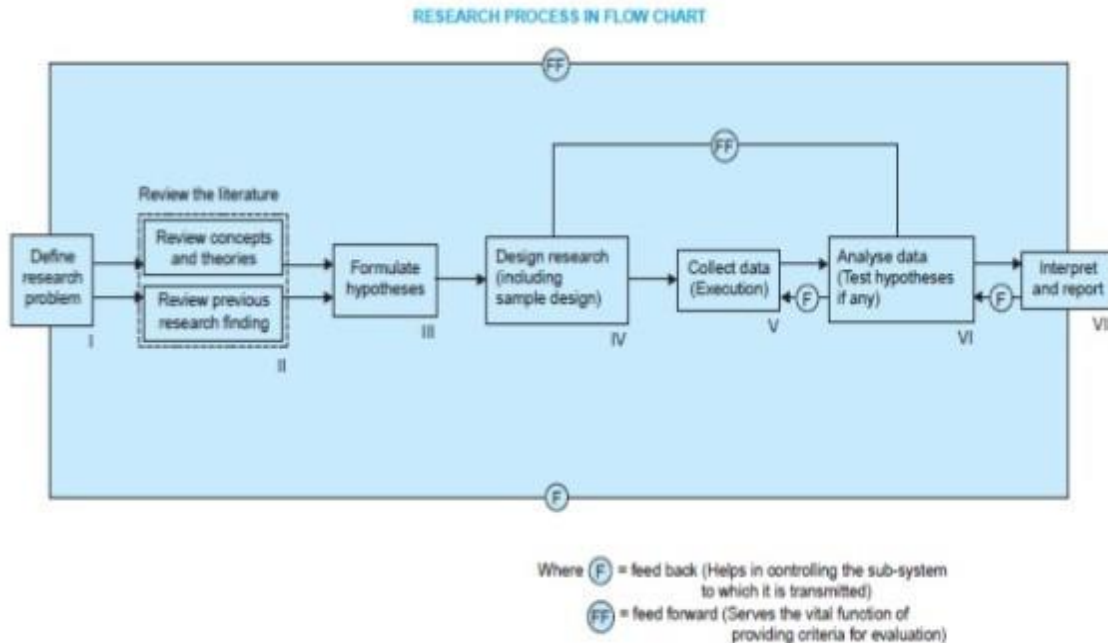 RESEARCH PROCESS IN FLOW CHART
FF
FF
Review the literature
Define
research
problem
I
Review concepts
and theories
Review previous
research finding
II
Formulate
hypotheses
III
Design research
(including
sample design)
IV
Collect data
(Execution)
V
F
Analyse data
(Test hypotheses
if any)
VI
F
Interpret
and report
VII
F
Where F = feed back (Helps in controlling the sub-system
to which it is transmitted)
FF = feed forward (Serves the vital function of
providing criteria for evaluation)